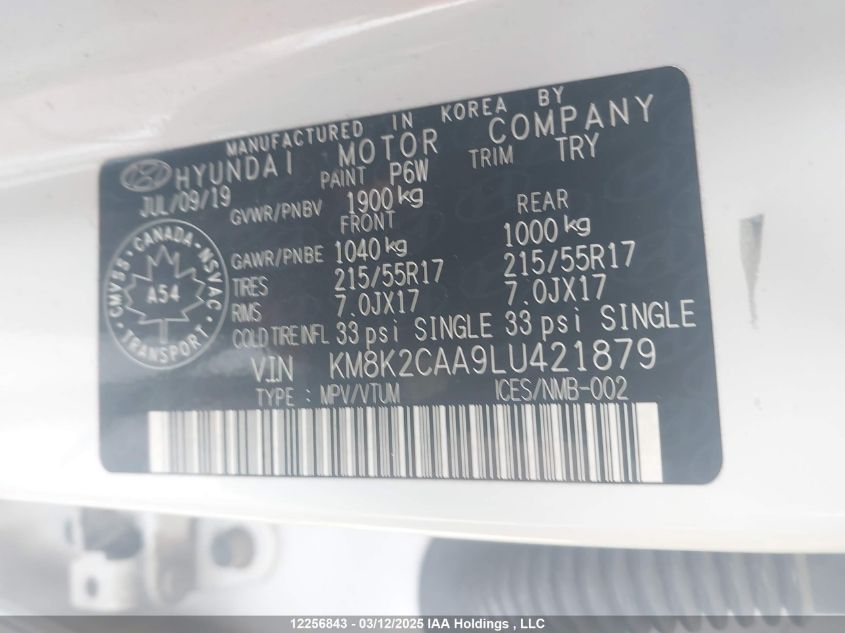 MANUFACTURED IN KOREA BY
HYUNDAI MOTOR COMPANY
JUL/09/19 PAINT P6W TRIM TRY
GVWR/PNBV 1900 kg
FRONT REAR
GAWR/PNBE 1040 kg 1000 kg
TIRES 215/55R17 215/55R17
RMS 7.0JX17 7.0JX17
COLD TIRE INFL 33 psi SINGLE 33 psi SINGLE
CMVSS - CANADA - NSVAC
A54
TRANSPORT
VIN KM8K2CAA9LU421879
TYPE : MPV/VTUM ICES/NMB-002
12256843 - 03/12/2025 IAA Holdings , LLC